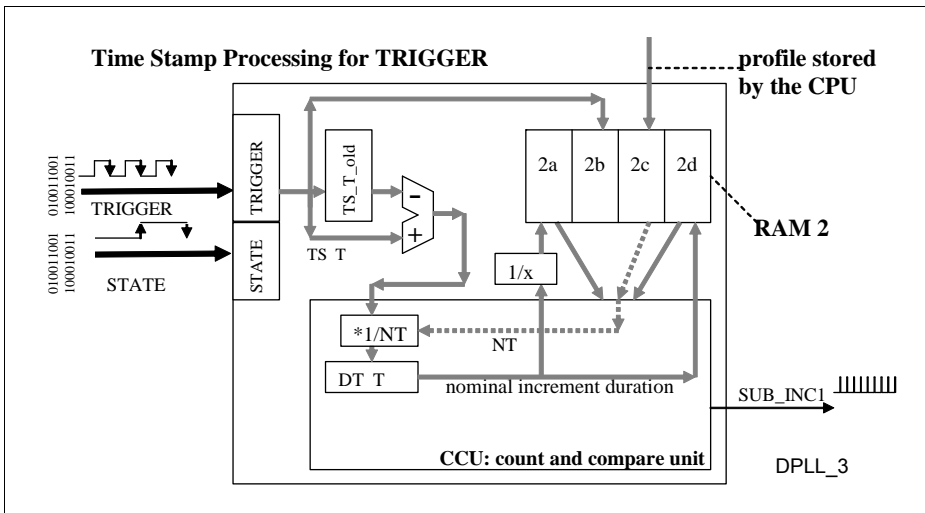 Time Stamp Processing for TRIGGER
profile stored
by the CPU
2a 2b 2c 2d
TRIGGER
TS_T_old
-
+
010011001
100010011
TRIGGER
TS T
RAM 2
STATE
010011001
100010011
STATE
1/x
*1/NT
NT
DT T
nominal increment duration
SUB_INC1
CCU: count and compare unit
DPLL_3